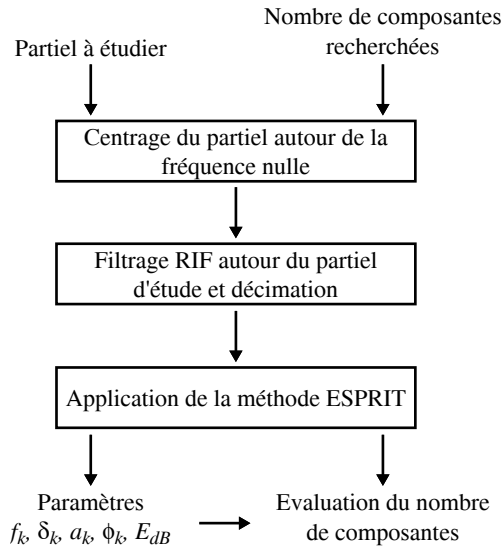 Partiel à étudier
Nombre de composantes
recherchées
Centrage du partiel autour de la
fréquence nulle
Filtrage RIF autour du partiel
d'étude et décimation
Application de la méthode ESPRIT
Paramètres
fₖ, δₖ, aₖ, ϕₖ, E_dB
Evaluation du nombre
de composantes